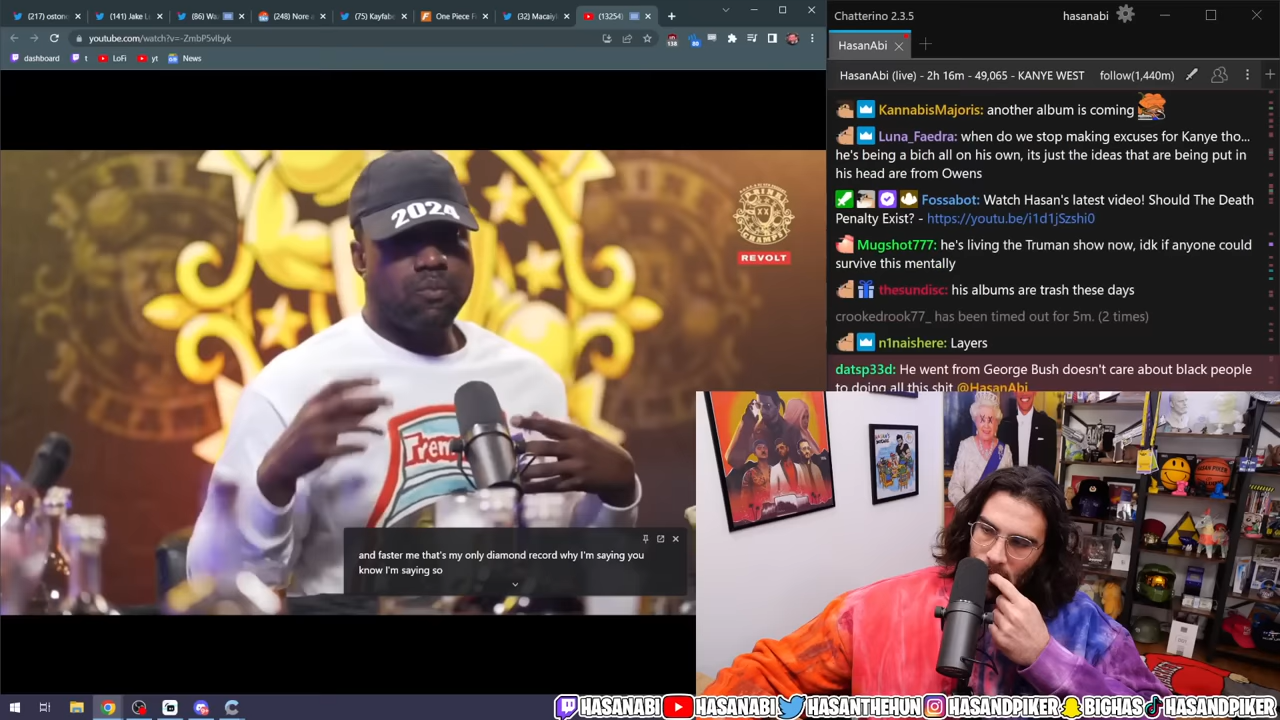 (217) ostone
(141) Jake L
(86) Wa
(248) Nore a
(75) Kayfab
One Piece F
(32) Macaiy
(13254)
youtube.com/watch?v=-ZmbP5vlbyk
138
80
dashboard
t
LoFi
yt
News
2024
DRINK
CHAMPS
XX
REVOLT
and faster me that's my only diamond record why I'm saying you
know I'm saying so
Chatterino 2.3.5
hasanabi
HasanAbi
HasanAbi (live) - 2h 16m - 49,065 - KANYE WEST
follow(1,440m)
KannabisMajoris: another album is coming
Luna_Faedra: when do we stop making excuses for Kanye tho...
he's being a bich all on his own, its just the ideas that are being put in
his head are from Owens
Fossabot: Watch Hasan's latest video! Should The Death
Penalty Exist? - https://youtu.be/i1d1jSzshi0
Mugshot777: he's living the Truman show now, idk if anyone could
survive this mentally
thesundisc: his albums are trash these days
crookedrook77_ has been timed out for 5m. (2 times)
n1naishere: Layers
datsp33d: He went from George Bush doesn't care about black people
to doing all this shit @HasanAbi
HASANABI
HASANABI
HASANTHEHUN
HASANDPIKER
BIGHAS
HASANDPIKER